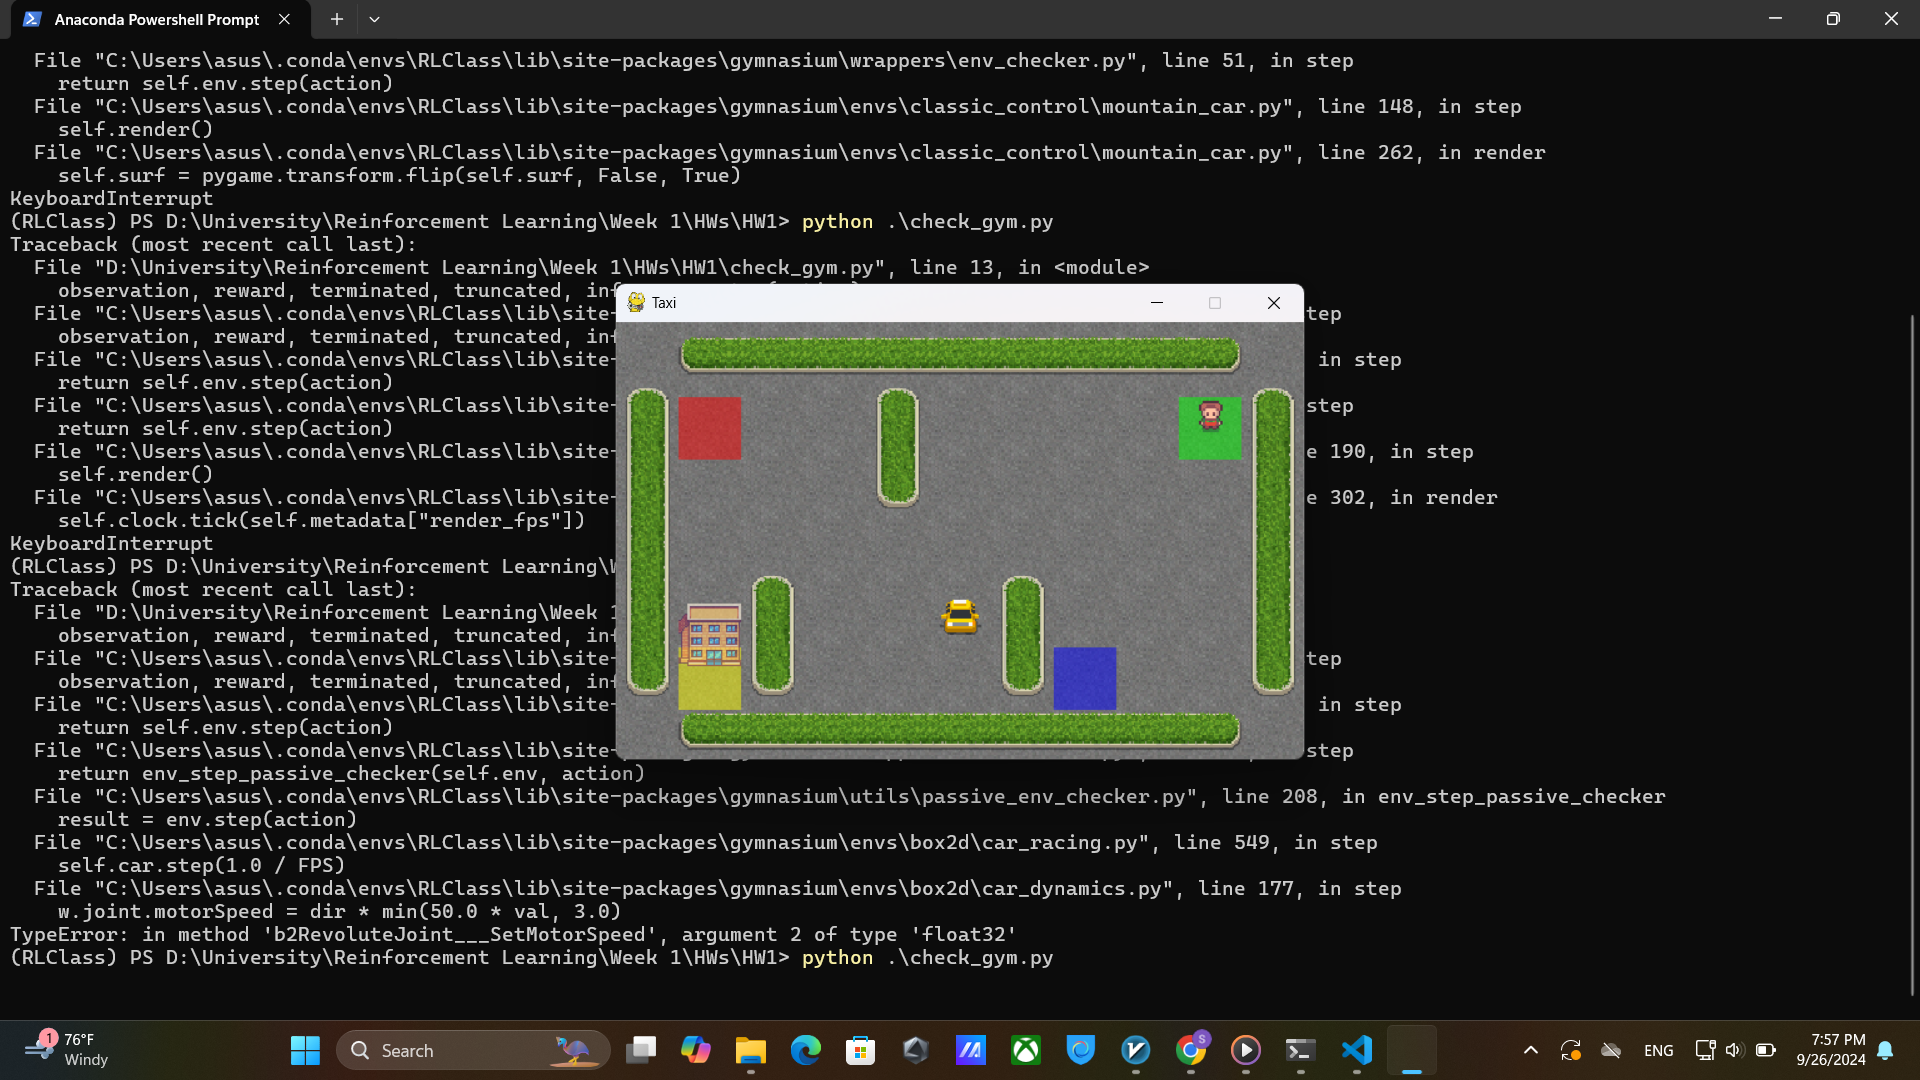 Anaconda Powershell Prompt
File "C:\Users\asus\.conda\envs\RLClass\lib\site-packages\gymnasium\wrappers\env_checker.py", line 51, in step
return self.env.step(action)
File "C:\Users\asus\.conda\envs\RLClass\lib\site-packages\gymnasium\envs\classic_control\mountain_car.py", line 148, in step
self.render()
File "C:\Users\asus\.conda\envs\RLClass\lib\site-packages\gymnasium\envs\classic_control\mountain_car.py", line 262, in render
self.surf = pygame.transform.flip(self.surf, False, True)
KeyboardInterrupt
(RLClass) PS D:\University\Reinforcement Learning\Week 1\HWs\HW1> python .\check_gym.py
Traceback (most recent call last):
File "D:\University\Reinforcement Learning\Week 1\HWs\HW1\check_gym.py", line 13, in <module>
observation, reward, terminated, truncated, inf
File "C:\Users\asus\.conda\envs\RLClass\lib\site- tep
observation, reward, terminated, truncated, inf
File "C:\Users\asus\.conda\envs\RLClass\lib\site- in step
return self.env.step(action)
File "C:\Users\asus\.conda\envs\RLClass\lib\site- step
return self.env.step(action)
File "C:\Users\asus\.conda\envs\RLClass\lib\site- e 190, in step
self.render()
File "C:\Users\asus\.conda\envs\RLClass\lib\site- e 302, in render
self.clock.tick(self.metadata["render_fps"])
KeyboardInterrupt
(RLClass) PS D:\University\Reinforcement Learning\W
Traceback (most recent call last):
File "D:\University\Reinforcement Learning\Week 1
observation, reward, terminated, truncated, inf
File "C:\Users\asus\.conda\envs\RLClass\lib\site- tep
observation, reward, terminated, truncated, inf
File "C:\Users\asus\.conda\envs\RLClass\lib\site- in step
return self.env.step(action)
File "C:\Users\asus\.conda\envs\RLClass\lib\site- step
return env_step_passive_checker(self.env, action)
File "C:\Users\asus\.conda\envs\RLClass\lib\site-packages\gymnasium\utils\passive_env_checker.py", line 208, in env_step_passive_checker
result = env.step(action)
File "C:\Users\asus\.conda\envs\RLClass\lib\site-packages\gymnasium\envs\box2d\car_racing.py", line 549, in step
self.car.step(1.0 / FPS)
File "C:\Users\asus\.conda\envs\RLClass\lib\site-packages\gymnasium\envs\box2d\car_dynamics.py", line 177, in step
w.joint.motorSpeed = dir * min(50.0 * val, 3.0)
TypeError: in method 'b2RevoluteJoint___SetMotorSpeed', argument 2 of type 'float32'
(RLClass) PS D:\University\Reinforcement Learning\Week 1\HWs\HW1> python .\check_gym.py
Taxi
1
76°F
Windy
Search
S
ENG
7:57 PM
9/26/2024